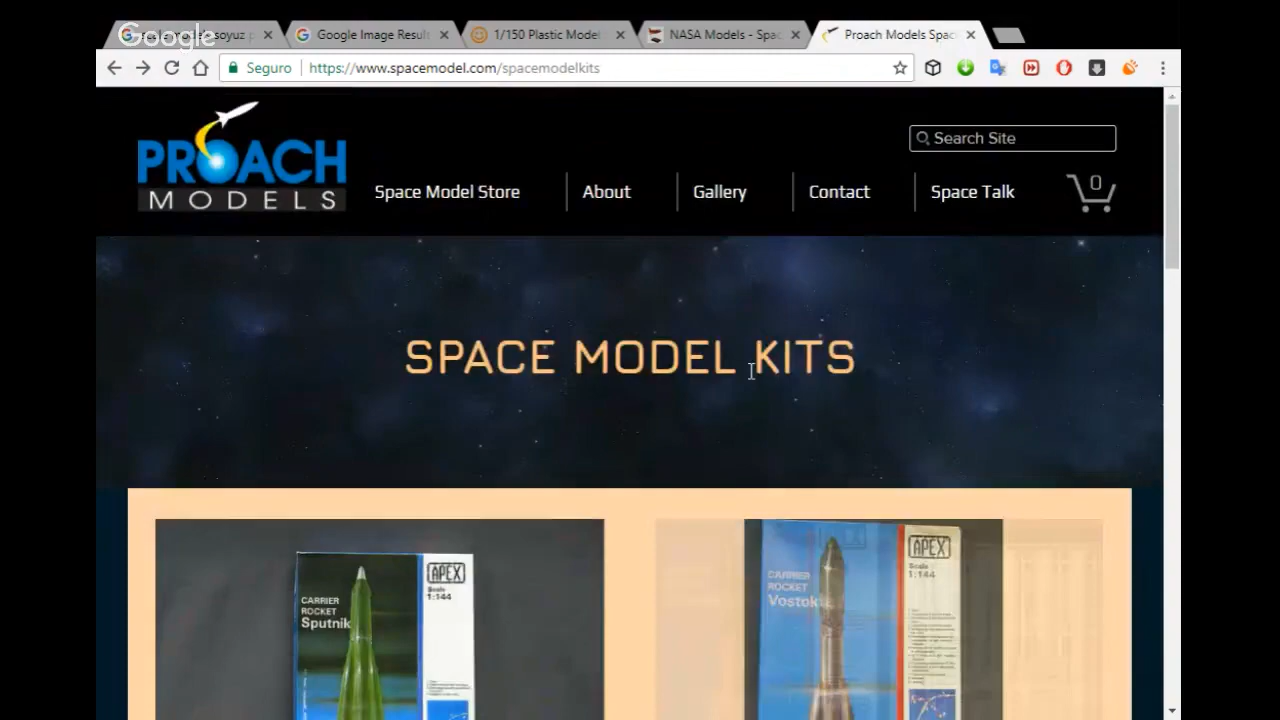 Google
soyuz
Google Image Result
1/150 Plastic Model
NASA Models - Spac
Proach Models Spac
Seguro
https://www.spacemodel.com/spacemodelkits
PROACH
MODELS
Search Site
Space Model Store
About
Gallery
Contact
Space Talk
0
SPACE MODEL KITS
CARRIER
ROCKET
Sputnik
APEX
Scale
1:144
CARRIER
ROCKET
Vostok
APEX
Scale
1:144